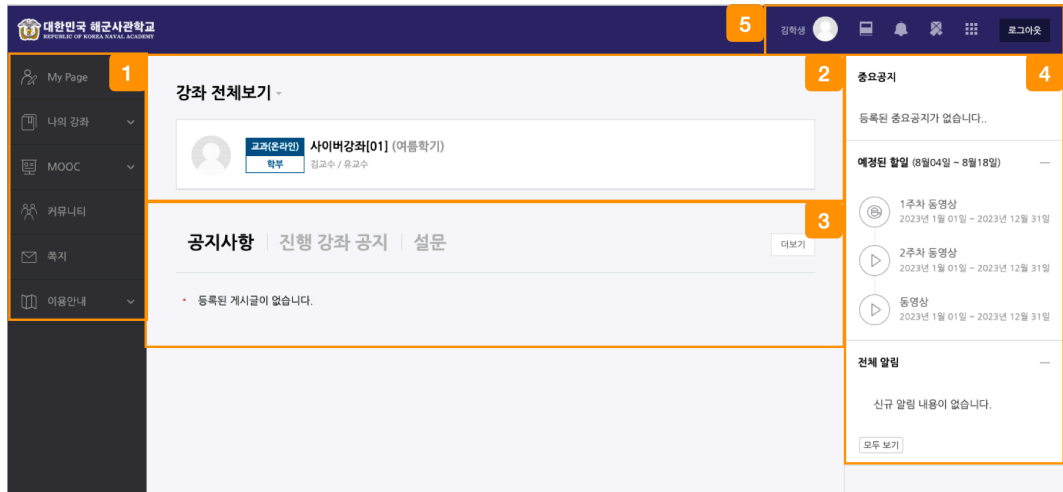 대한민국 해군사관학교
REPUBLIC OF KOREA NAVAL ACADEMY
5
김학생
로그아웃
1
My Page
나의 강좌
MOOC
커뮤니티
쪽지
이용안내
2
강좌 전체보기
교과(온라인)
학부
사이버강좌[01] (여름학기)
김교수 / 유교수
3
공지사항
진행 강좌 공지
설문
더보기
등록된 게시글이 없습니다.
4
중요공지
등록된 중요공지가 없습니다..
예정된 할일 (8월04일 ~ 8월18일)
1주차 동영상
2023년 1월 01일 ~ 2023년 12월 31일
2주차 동영상
2023년 1월 01일 ~ 2023년 12월 31일
동영상
2023년 1월 01일 ~ 2023년 12월 31일
전체 알림
신규 알림 내용이 없습니다.
모두 보기